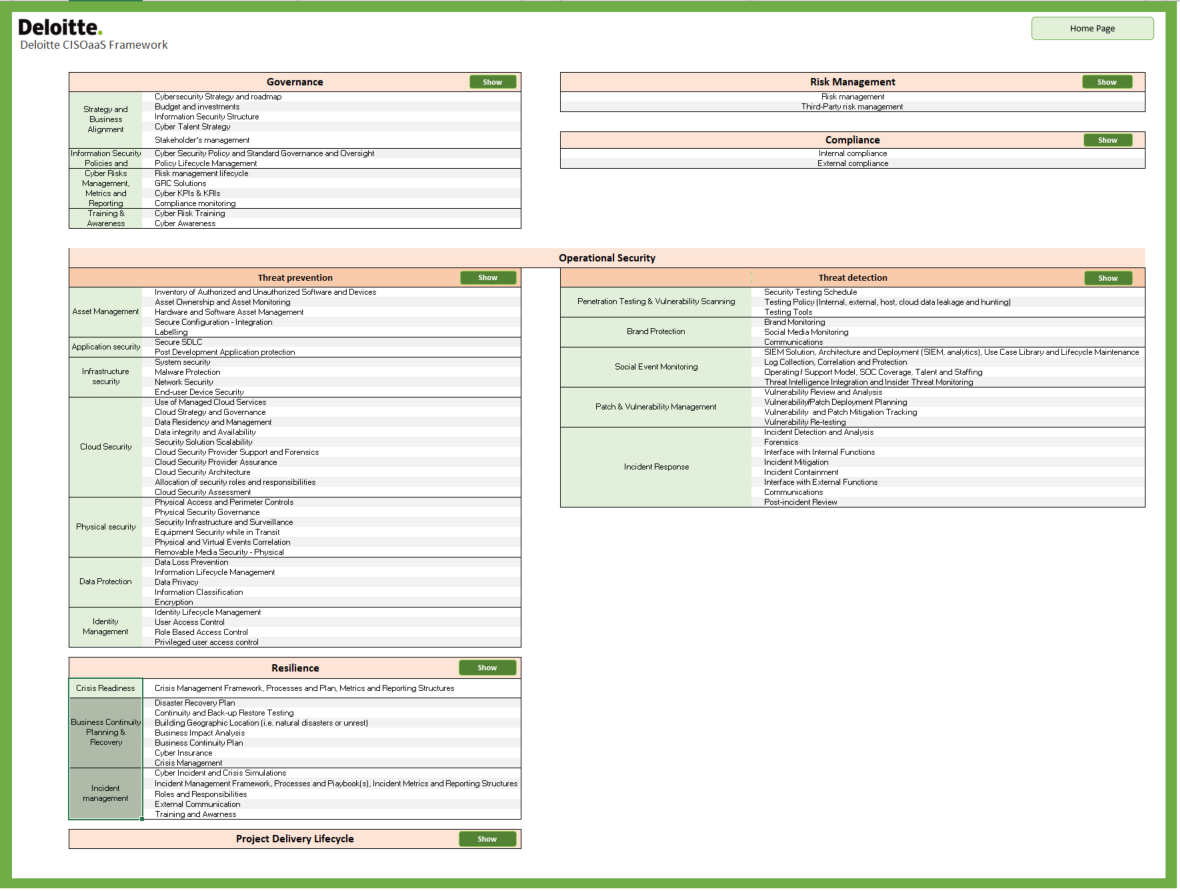 Deloitte.
Deloitte CISOaaS Framework
Home Page
Governance
Show
Strategy and
Business
Alignment
Cybersecurity Strategy and roadmap
Budget and investments
Information Security Structure
Cyber Talent Strategy
Stakeholder's management
Information Security
Policies and
Cyber Security Policy and Standard Governance and Oversight
Policy Lifecycle Management
Cyber Risks
Management,
Metrics and
Reporting
Risk management lifecycle
GRC Solutions
Cyber KPIs & KRIs
Compliance monitoring
Training &
Awareness
Cyber Risk Training
Cyber Awareness
Risk Management
Show
Risk management
Third-Party risk management
Compliance
Show
Internal compliance
External compliance
Operational Security
Threat prevention
Show
Asset Management
Inventory of Authorized and Unauthorized Software and Devices
Asset Ownership and Asset Monitoring
Hardware and Software Asset Management
Secure Configuration - Integration
Labelling
Application security
Secure SDLC
Post Development Application protection
Infrastructure
security
System security
Malware Protection
Network Security
End-user Device Security
Cloud Security
Use of Managed Cloud Services
Cloud Strategy and Governance
Data Residency and Management
Data integrity and Availability
Security Solution Scalability
Cloud Security Provider Support and Forensics
Cloud Security Provider Assurance
Cloud Security Architecture
Allocation of security roles and responsibilities
Cloud Security Assessment
Physical security
Physical Access and Perimeter Controls
Physical Security Governance
Security Infrastructure and Surveillance
Equipment Security while in Transit
Physical and Virtual Events Correlation
Removable Media Security - Physical
Data Protection
Data Loss Prevention
Information Lifecycle Management
Data Privacy
Information Classification
Encryption
Identity
Management
Identity Lifecycle Management
User Access Control
Role Based Access Control
Privileged user access control
Threat detection
Show
Penetration Testing & Vulnerability Scanning
Security Testing Schedule
Testing Policy (Internal, external, host, cloud data leakage and hunting)
Testing Tools
Brand Protection
Brand Monitoring
Social Media Monitoring
Communications
Social Event Monitoring
SIEM Solution, Architecture and Deployment (SIEM, analytics), Use Case Library and Lifecycle Maintenance
Log Collection, Correlation and Protection
Operating/ Support Model, SOC Coverage, Talent and Staffing
Threat Intelligence Integration and Insider Threat Monitoring
Patch & Vulnerability Management
Vulnerability Review and Analysis
Vulnerability/Patch Deployment Planning
Vulnerability and Patch Mitigation Tracking
Vulnerability Re-testing
Incident Response
Incident Detection and Analysis
Forensics
Interface with Internal Functions
Incident Mitigation
Incident Containment
Interface with External Functions
Communications
Post-incident Review
Resilience
Show
Crisis Readiness
Crisis Management Framework, Processes and Plan, Metrics and Reporting Structures
Business Continuity
Planning &
Recovery
Disaster Recovery Plan
Continuity and Back-up Restore Testing
Building Geographic Location (i.e. natural disasters or unrest)
Business Impact Analysis
Business Continuity Plan
Cyber Insurance
Crisis Management
Incident
management
Cyber Incident and Crisis Simulations
Incident Management Framework, Processes and Playbook(s), Incident Metrics and Reporting Structures
Roles and Responsibilities
External Communication
Training and Awarness
Project Delivery Lifecycle
Show